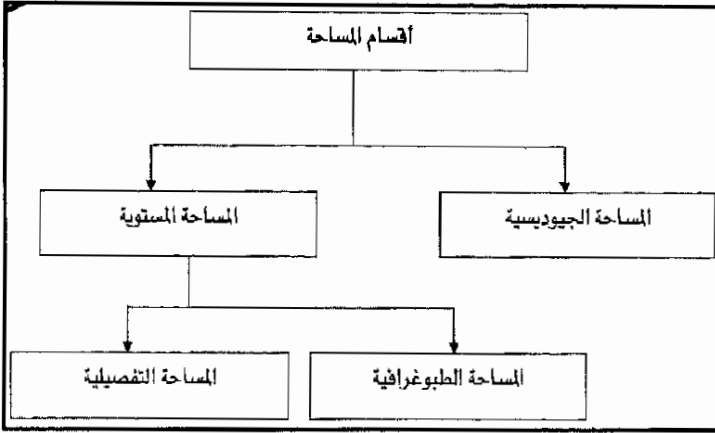 أقسام المساحة
المساحة الجيوديسية
المساحة المستوية
المساحة الطبوغرافية
المساحة التفصيلية